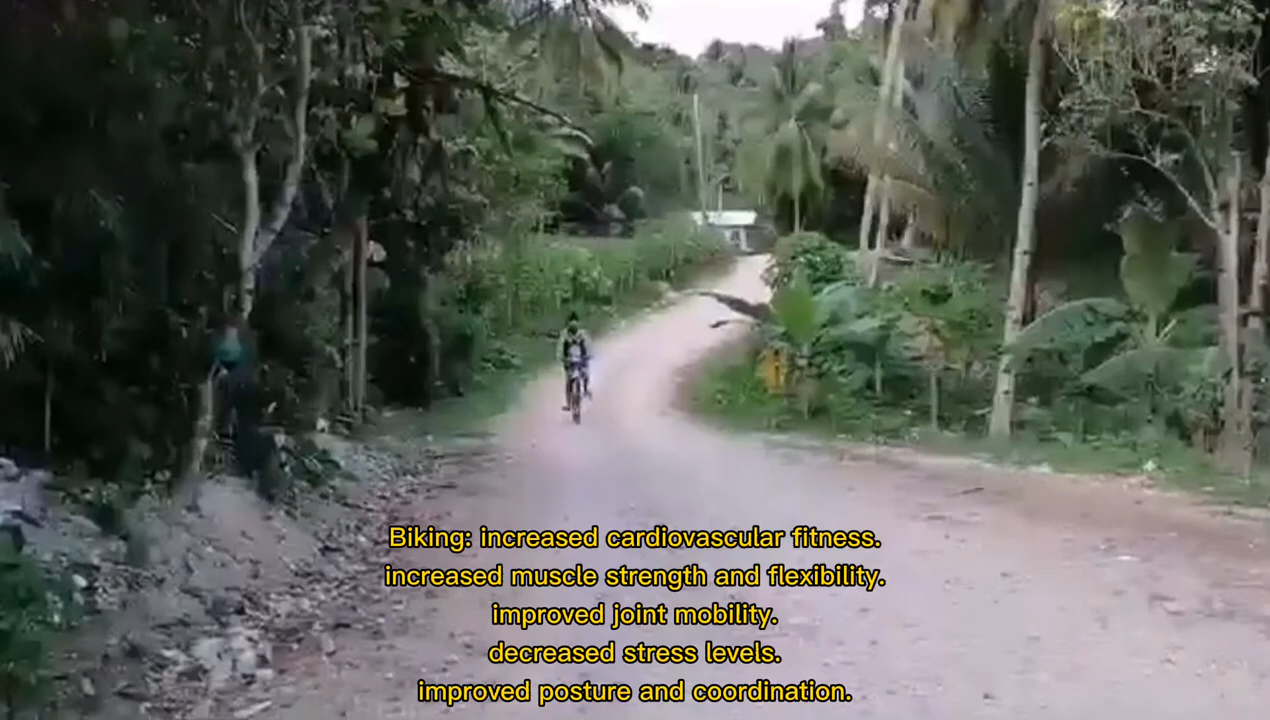 Biking: increased cardiovascular fitness.
increased muscle strength and flexibility.
improved joint mobility.
decreased stress levels.
improved posture and coordination.